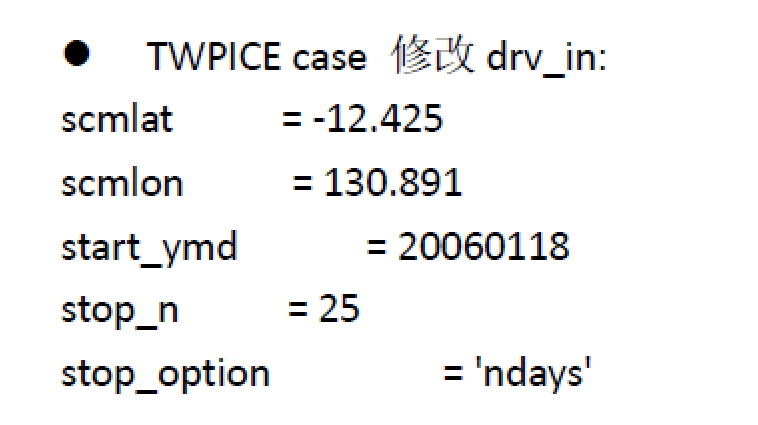 ● TWPICE case 修改 drv_in:
scmlat = -12.425
scmlon = 130.891
start_ymd = 20060118
stop_n = 25
stop_option = 'ndays'